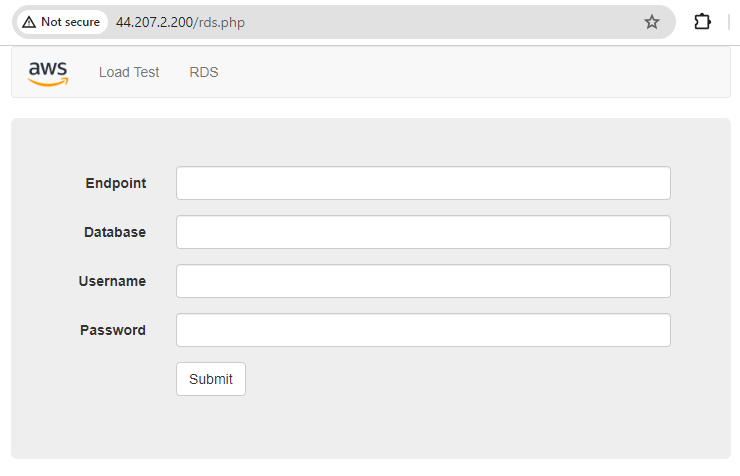 Not secure 44.207.2.200/rds.php
aws Load Test RDS
Endpoint
Database
Username
Password
Submit